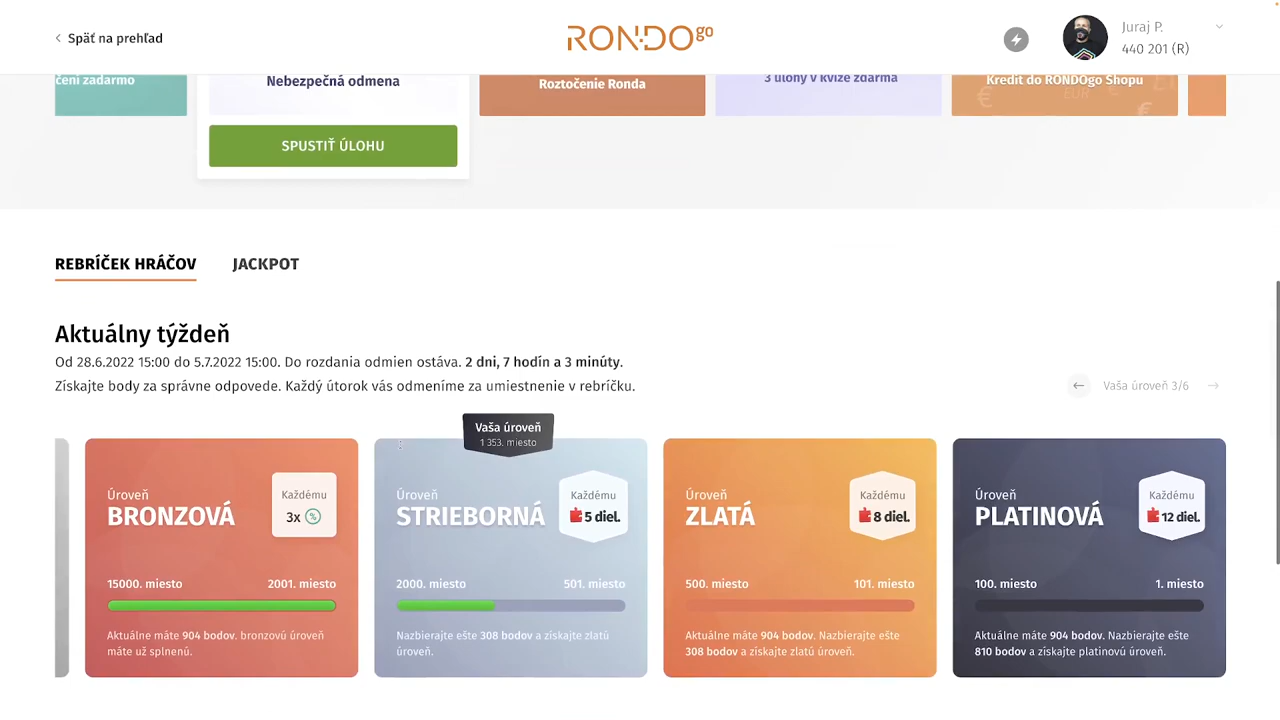 Späť na prehľad
RONDOgo
Juraj P.
440 201 (R)
čení zadarmo
Nebezpečná odmena
Roztočenie Ronda
3 úlohy v kvíze zdarma
Kredit do RONDOgo Shopu
EUR
SPUSTIŤ ÚLOHU
REBRÍČEK HRÁČOV
JACKPOT
Aktuálny týždeň
Od 28.6.2022 15:00 do 5.7.2022 15:00. Do rozdania odmien ostáva. 2 dni, 7 hodín a 3 minúty.
Získajte body za správne odpovede. Každý útorok vás odmeníme za umiestnenie v rebríčku.
← Vaša úroveň 3/6 →
Úroveň
BRONZOVÁ
Každému
3x %
15000. miesto
2001. miesto
Aktuálne máte 904 bodov. bronzovú úroveň
máte už splnenú.
Vaša úroveň
1 353. miesto
Úroveň
STRIEBORNÁ
Každému
5 diel.
2000. miesto
501. miesto
Nazbierajte ešte 308 bodov a získajte zlatú
úroveň.
Úroveň
ZLATÁ
Každému
8 diel.
500. miesto
101. miesto
Aktuálne máte 904 bodov. Nazbierajte ešte
308 bodov a získajte zlatú úroveň.
Úroveň
PLATINOVÁ
Každému
12 diel.
100. miesto
1. miesto
Aktuálne máte 904 bodov. Nazbierajte ešte
810 bodov a získajte platinovú úroveň.